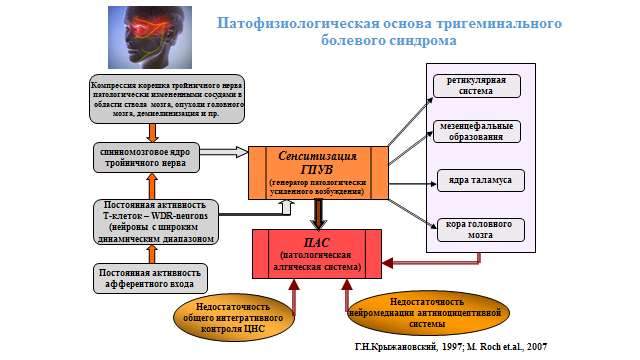 Патофизиологическая основа тригеминального
болевого синдрома
Компрессия корешка тройничного нерва
патологически измененными сосудами в
области ствола мозга, опухоли головного
мозга, демиелинизация и пр.
спинномозговое ядро
тройничного нерва
Постоянная активность
Т-клеток – WDR-neurons
(нейроны с широким
динамическим диапазоном
Постоянная активность
афферентного входа
Сенситизация
ГПУВ
(генератор патологически
усиленного возбуждения)
ПАС
(патологическая
алгическая система)
ретикулярная
система
мезенцефальные
образования
ядра таламуса
кора головного
мозга
Недостаточность
общего интегративного
контроля ЦНС
Недостаточность
нейромедиации антиноцицептивной
системы
Г.Н.Крыжановский, 1997; M. Roch et.al., 2007